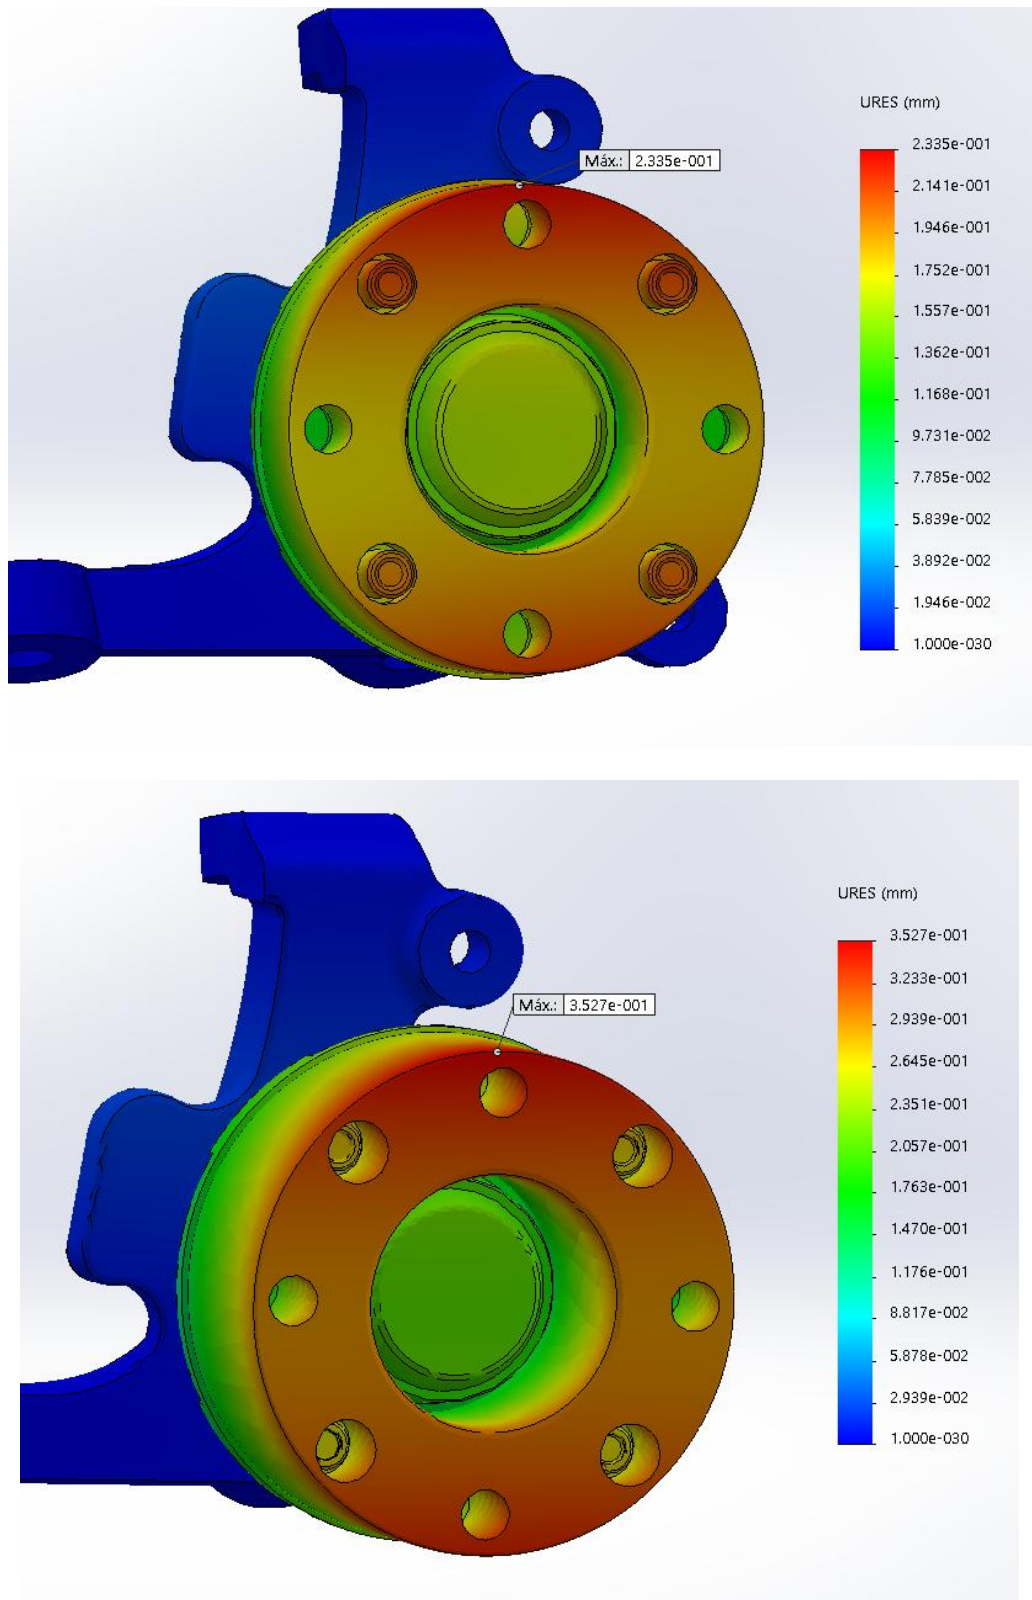 URES (mm)
2.335e-001
Máx.: 2.335e-001
2.141e-001
1.946e-001
1.752e-001
1.557e-001
1.362e-001
1.168e-001
9.731e-002
7.785e-002
5.839e-002
3.892e-002
1.946e-002
1.000e-030
URES (mm)
3.527e-001
3.233e-001
Máx.: 3.527e-001
2.939e-001
2.645e-001
2.351e-001
2.057e-001
1.763e-001
1.470e-001
1.176e-001
8.817e-002
5.878e-002
2.939e-002
1.000e-030